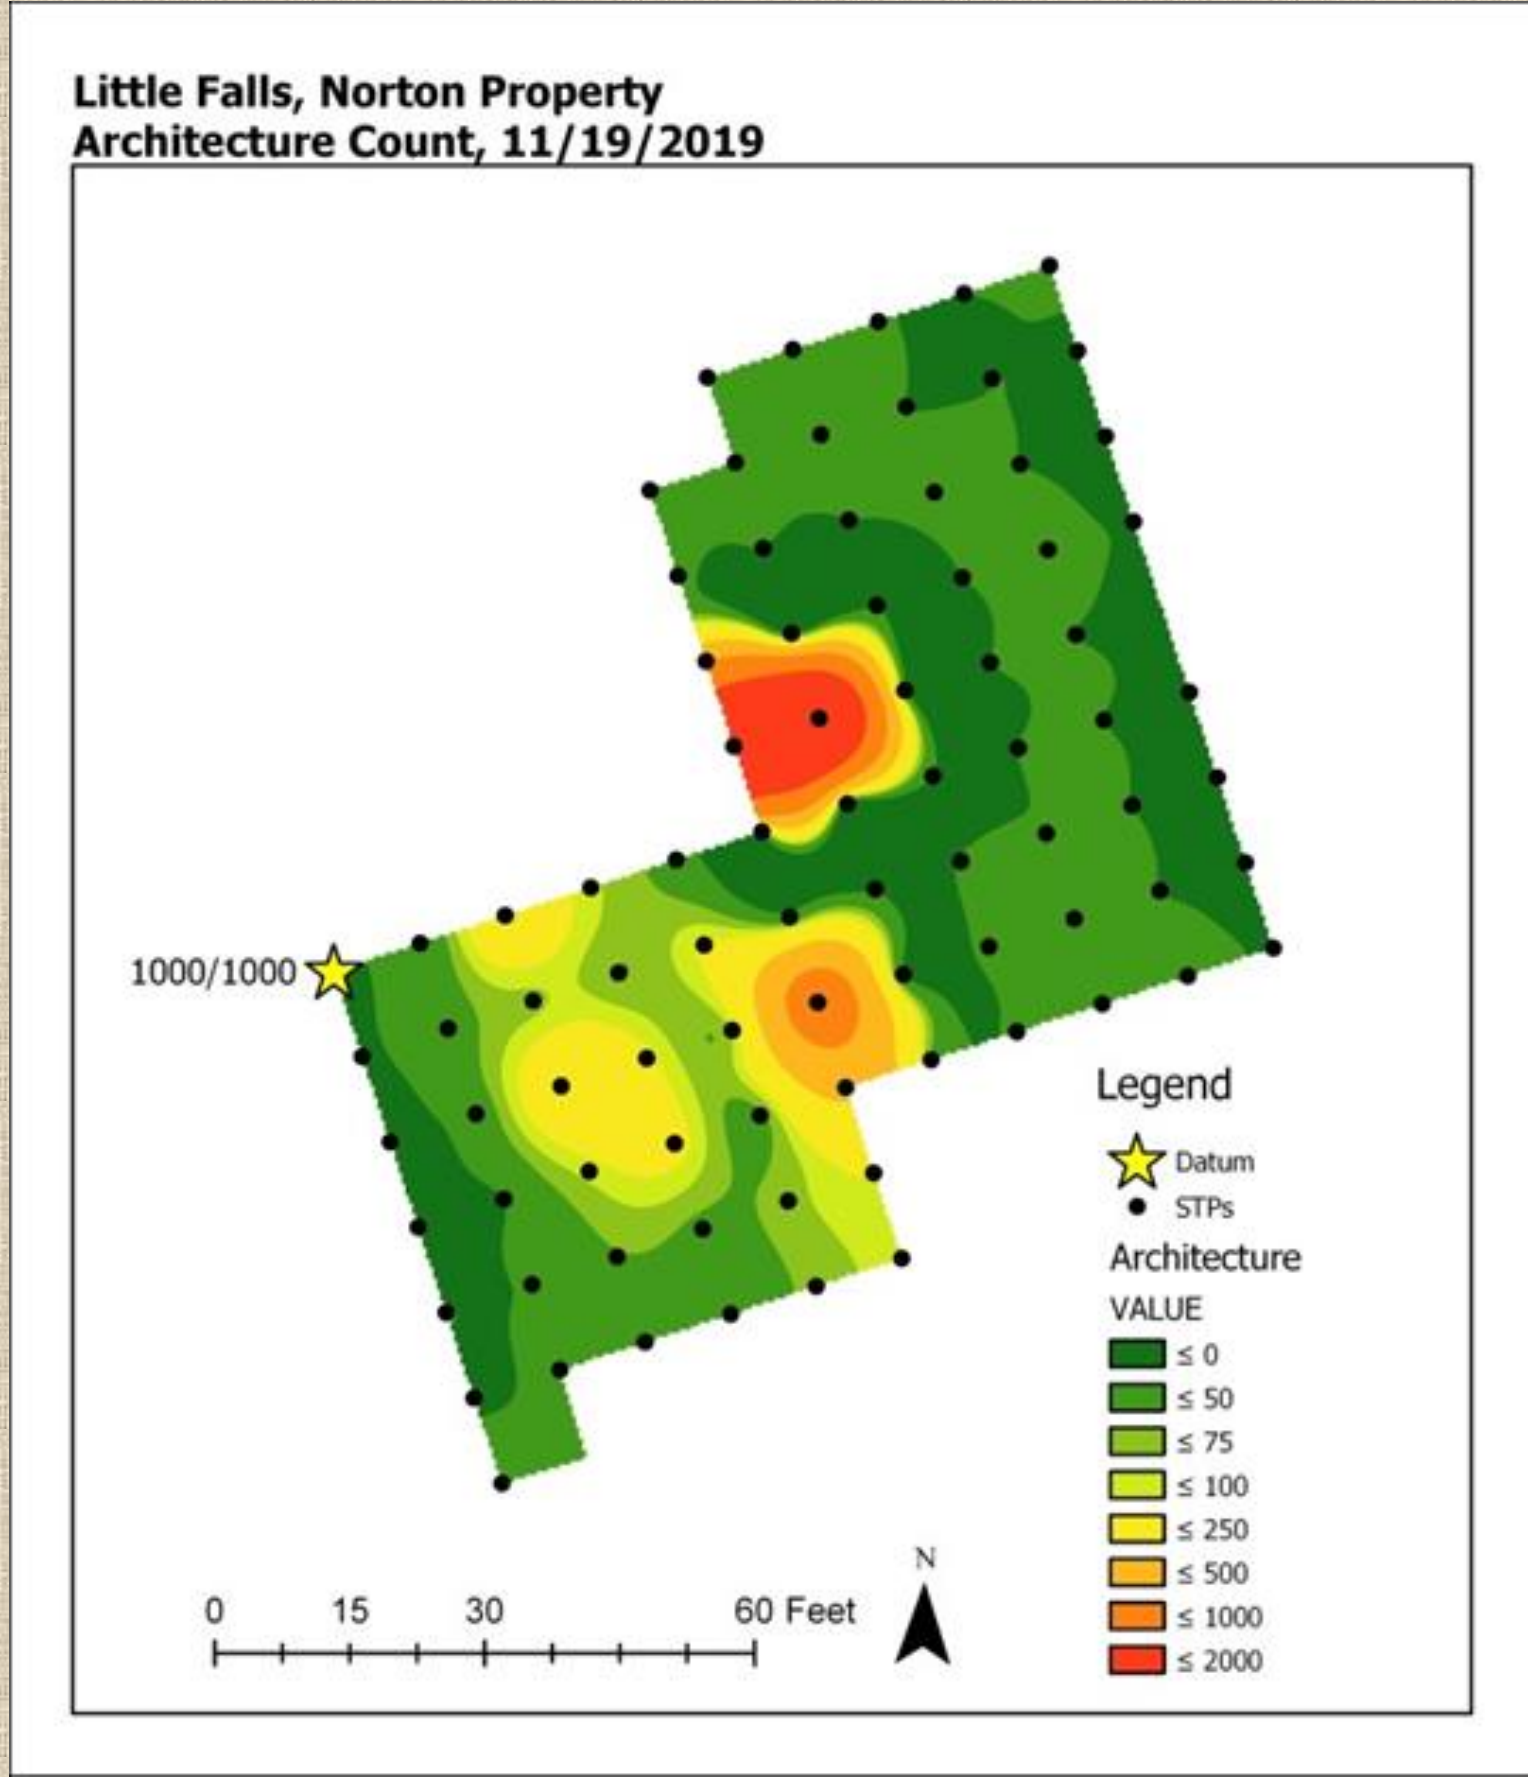 Little Falls, Norton Property
Architecture Count, 11/19/2019
1000/1000
Legend
Datum
STPs
Architecture
VALUE
≤ 0
≤ 50
≤ 75
≤ 100
≤ 250
≤ 500
≤ 1000
≤ 2000
N
0 15 30 60 Feet